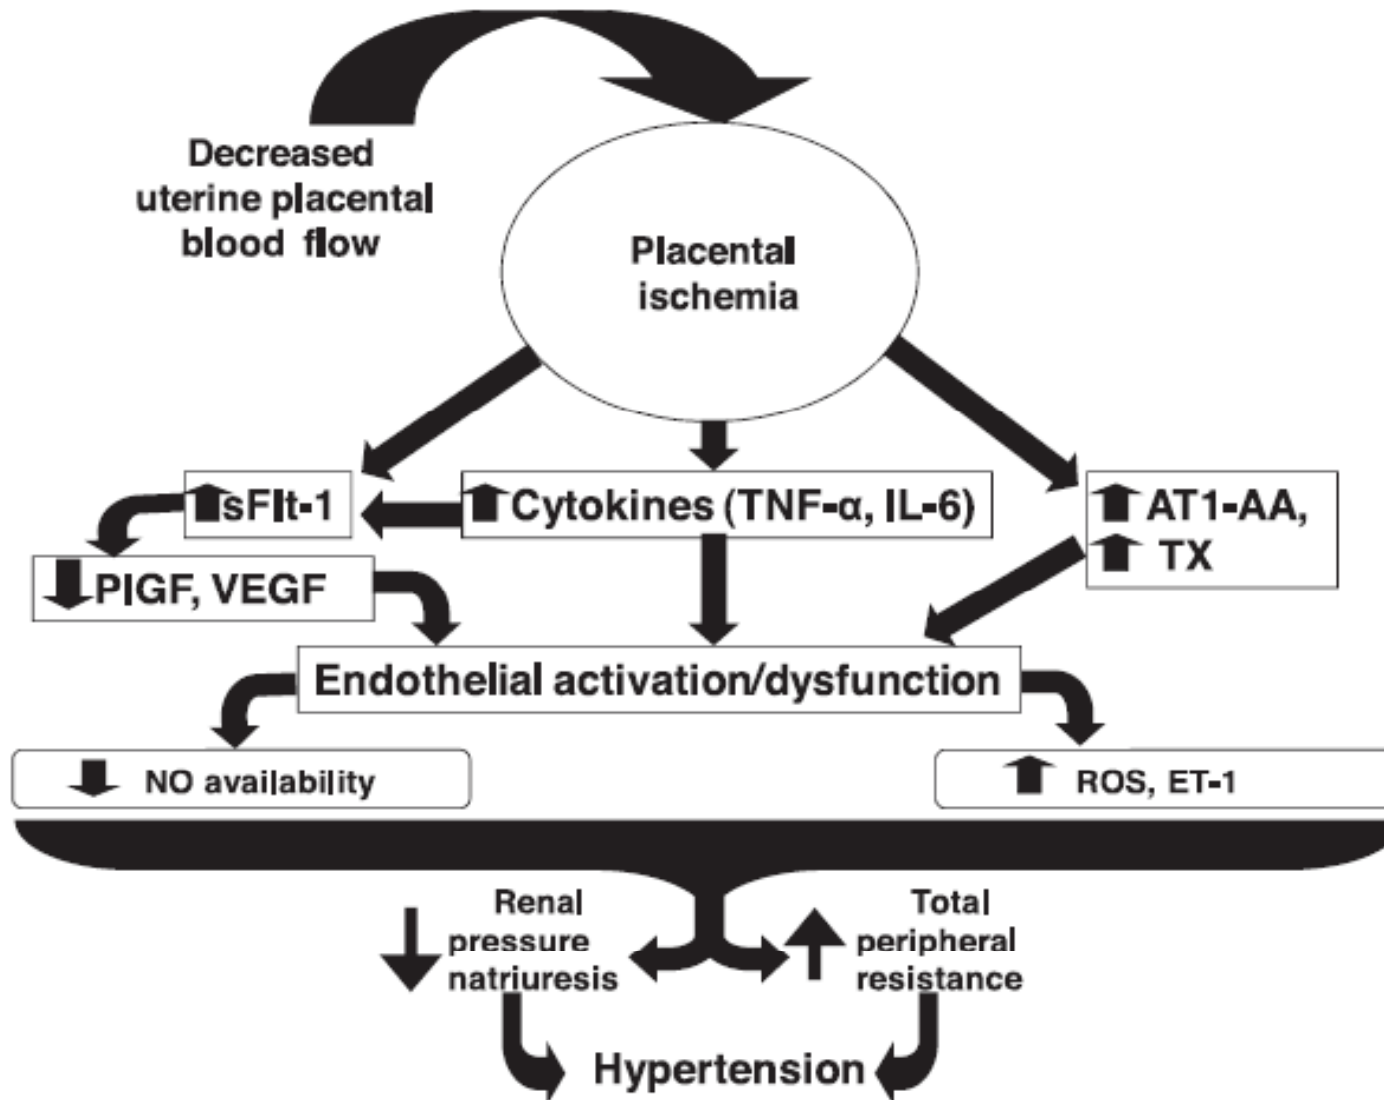 Decreased
uterine placental
blood flow
Placental
ischemia
sFlt-1
Cytokines (TNF-α, IL-6)
AT1-AA,
TX
PlGF, VEGF
Endothelial activation/dysfunction
NO availability
ROS, ET-1
Renal
pressure
natriuresis
Total
peripheral
resistance
Hypertension